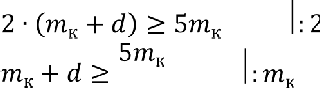 2 · (mк + d) ≥ 5mк |: 2
mк + d ≥ 5mк |: mк